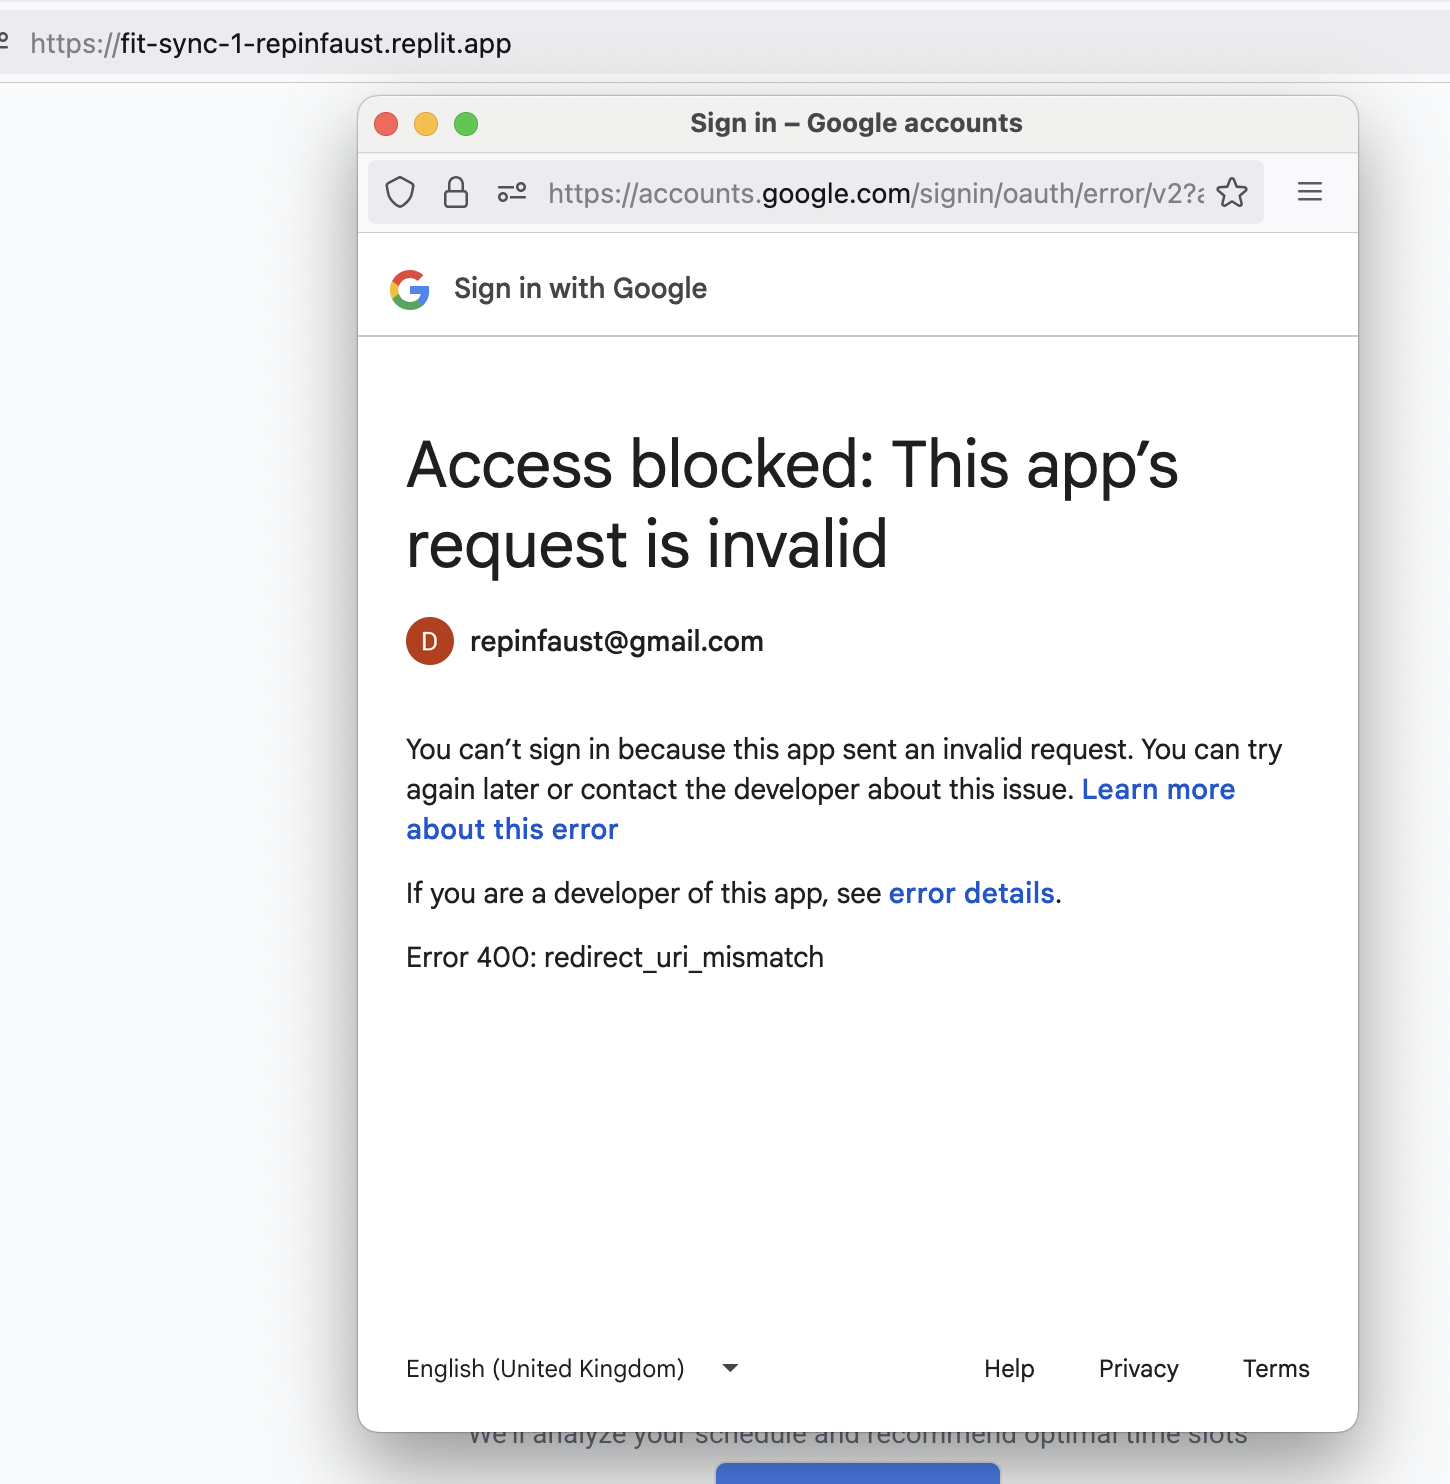 https://fit-sync-1-repinfaust.replit.app
Sign in – Google accounts
https://accounts.google.com/signin/oauth/error/v2?a
Sign in with Google
Access blocked: This app’s
request is invalid
D
repinfaust@gmail.com
You can’t sign in because this app sent an invalid request. You can try
again later or contact the developer about this issue. Learn more
about this error
If you are a developer of this app, see error details.
Error 400: redirect_uri_mismatch
English (United Kingdom)
Help
Privacy
Terms
We'll analyze your schedule and recommend optimal time slots